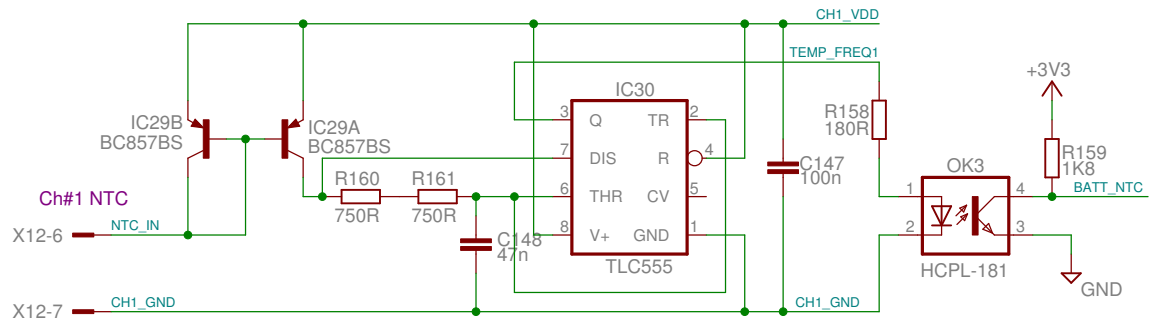 CH1_VDD
TEMP_FREQ1
+3V3
IC30
IC29B
BC857BS
IC29A
BC857BS
3
Q
TR
2
7
DIS
R
4
6
THR
CV
5
8
V+
GND
1
TLC555
R158
180R
R159
1K8
C147
100n
OK3
1
4
2
3
HCPL-181
BATT_NTC
GND
R160
750R
R161
750R
C148
47n
Ch#1 NTC
X12-6
NTC_IN
X12-7
CH1_GND
CH1_GND